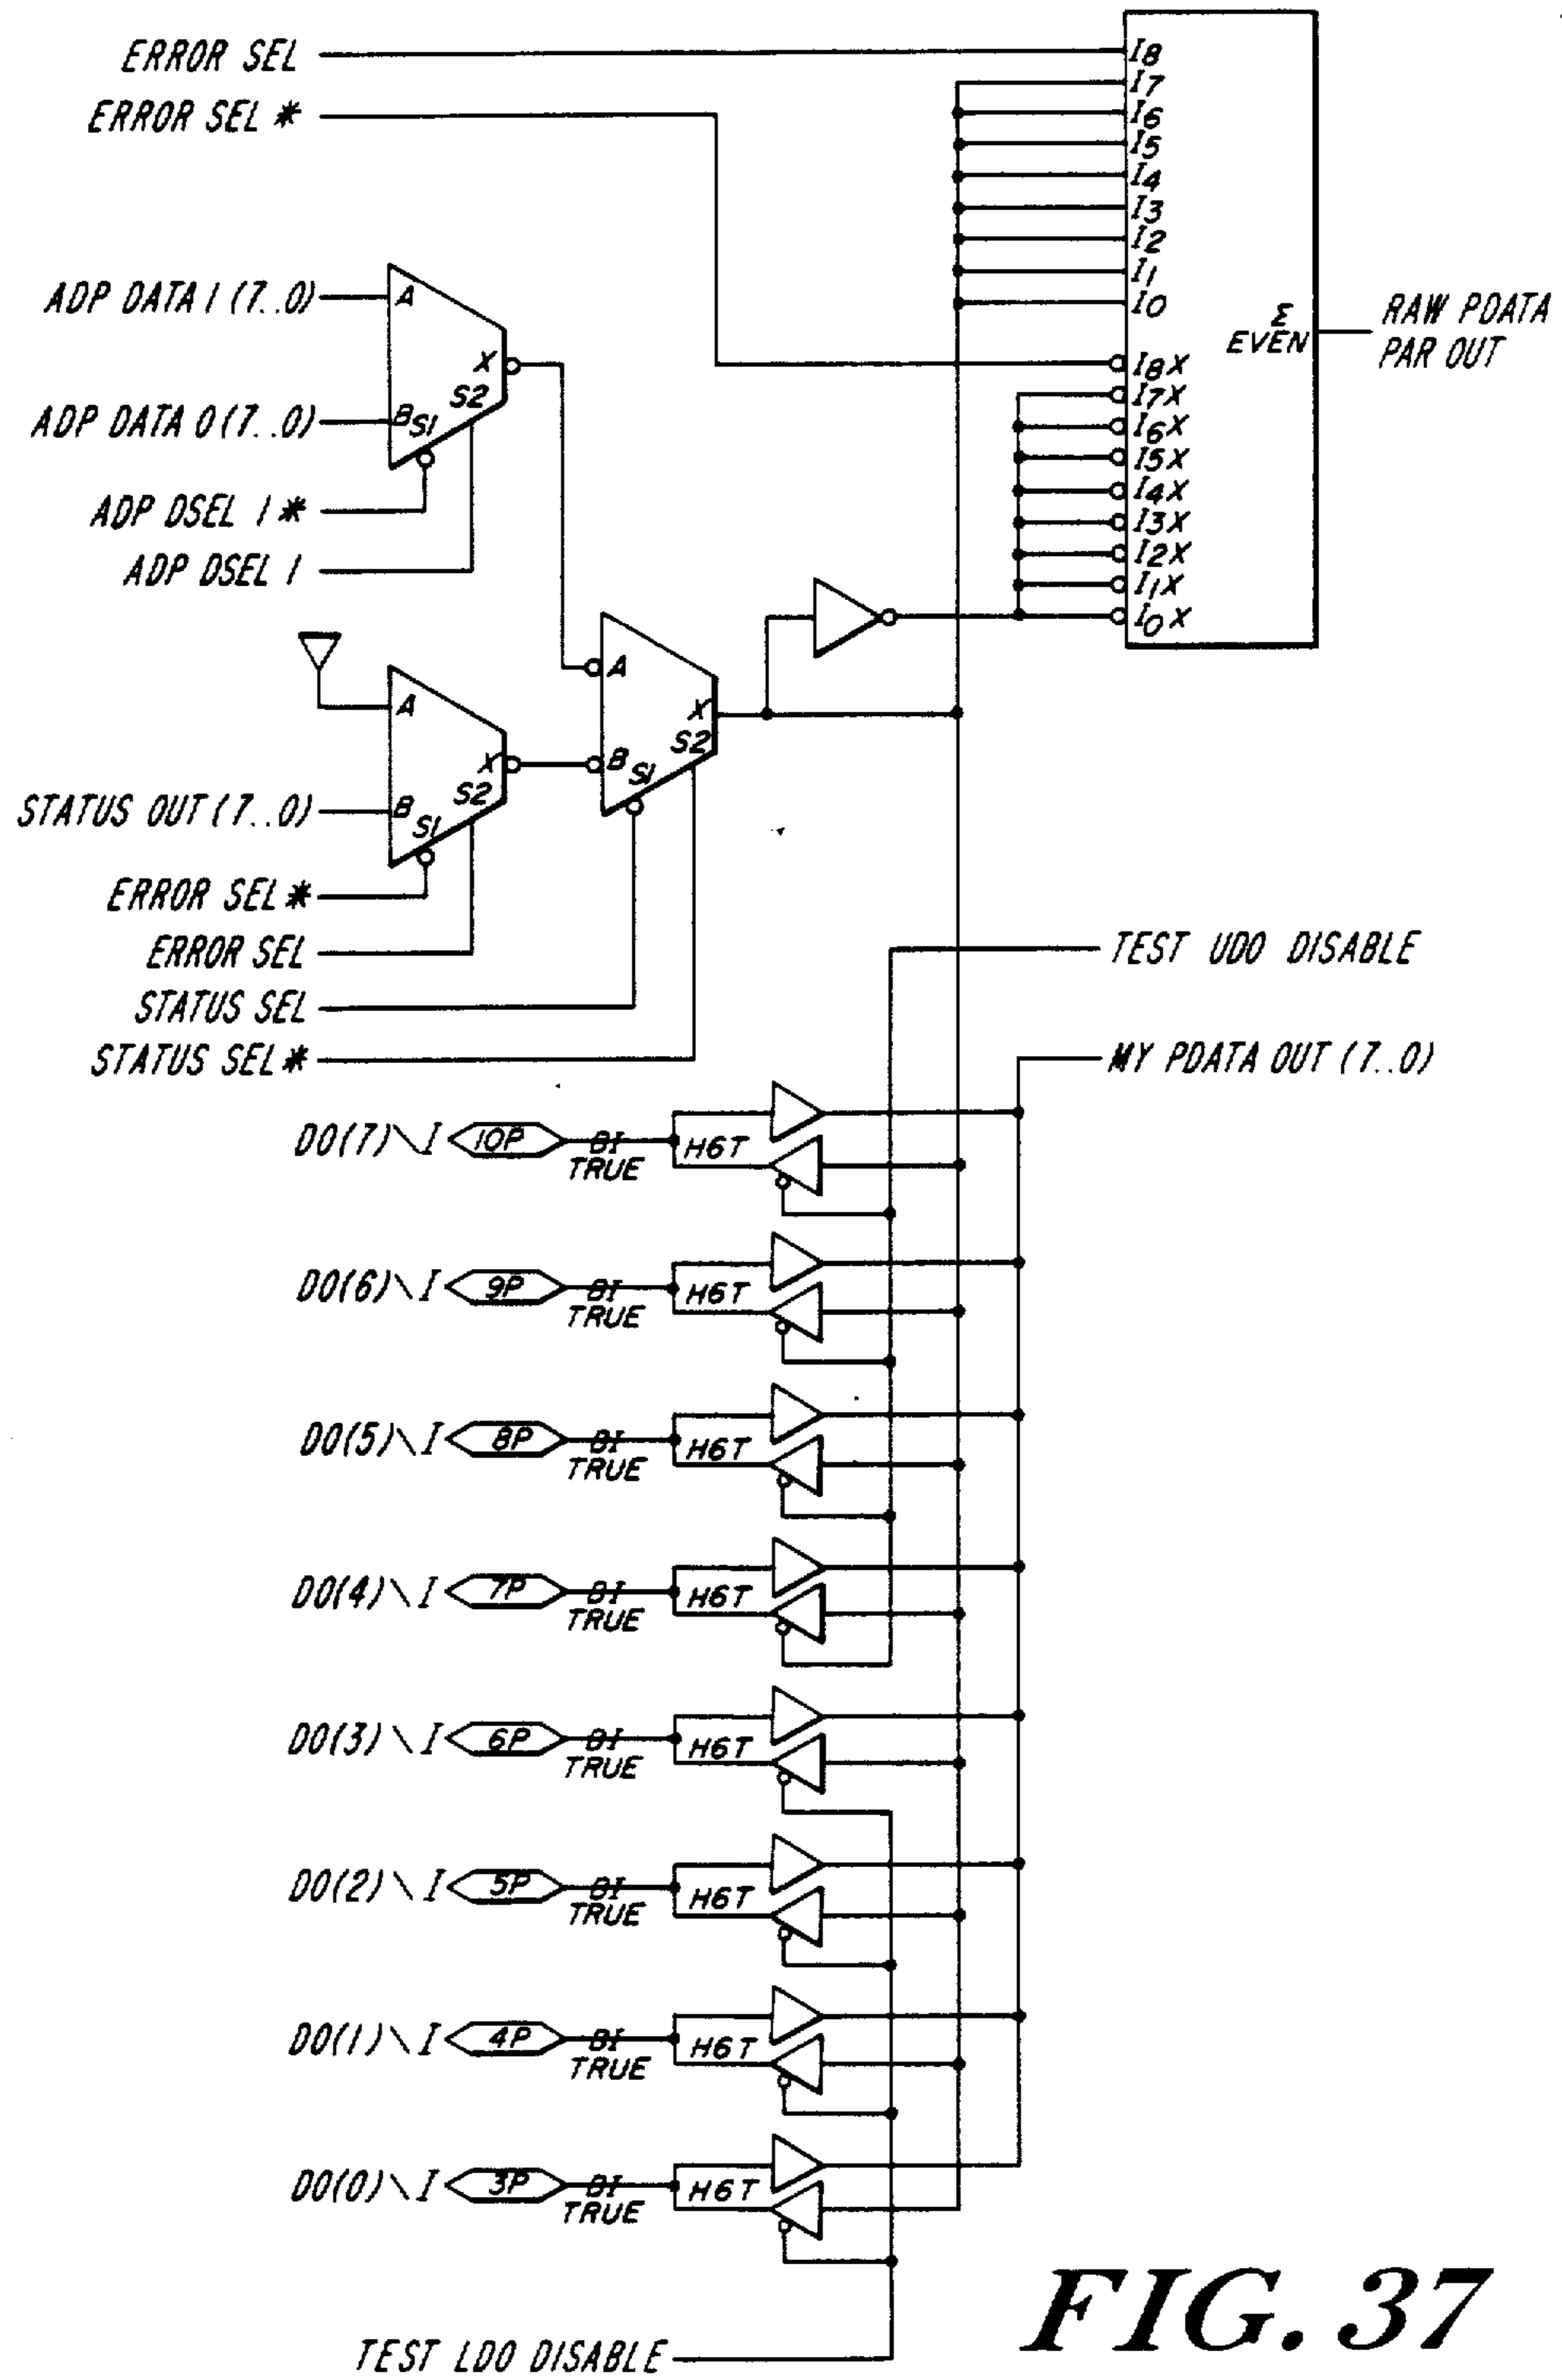 ERROR SEL
ERROR SEL *
I8
I7
I6
I5
I4
I3
I2
I1
I0
Σ
EVEN
RAW PDATA
PAR OUT
I8X
I7X
I6X
I5X
I4X
I3X
I2X
I1X
I0X
ADP DATA 1 (7..0)
A
X
S2
ADP DATA 0 (7..0)
B
S1
ADP DSEL 1 *
ADP DSEL 1
A
X
S2
STATUS OUT (7..0)
B
S1
A
X
S2
B
S1
ERROR SEL *
ERROR SEL
STATUS SEL
STATUS SEL *
TEST UDO DISABLE
MY PDATA OUT (7..0)
DO(7)\I 10P BI H6T
TRUE
DO(6)\I 9P BI H6T
TRUE
DO(5)\I 8P BI H6T
TRUE
DO(4)\I 7P BI H6T
TRUE
DO(3)\I 6P BI H6T
TRUE
DO(2)\I 5P BI H6T
TRUE
DO(1)\I 4P BI H6T
TRUE
DO(0)\I 3P BI H6T
TRUE
TEST LDO DISABLE
FIG. 37